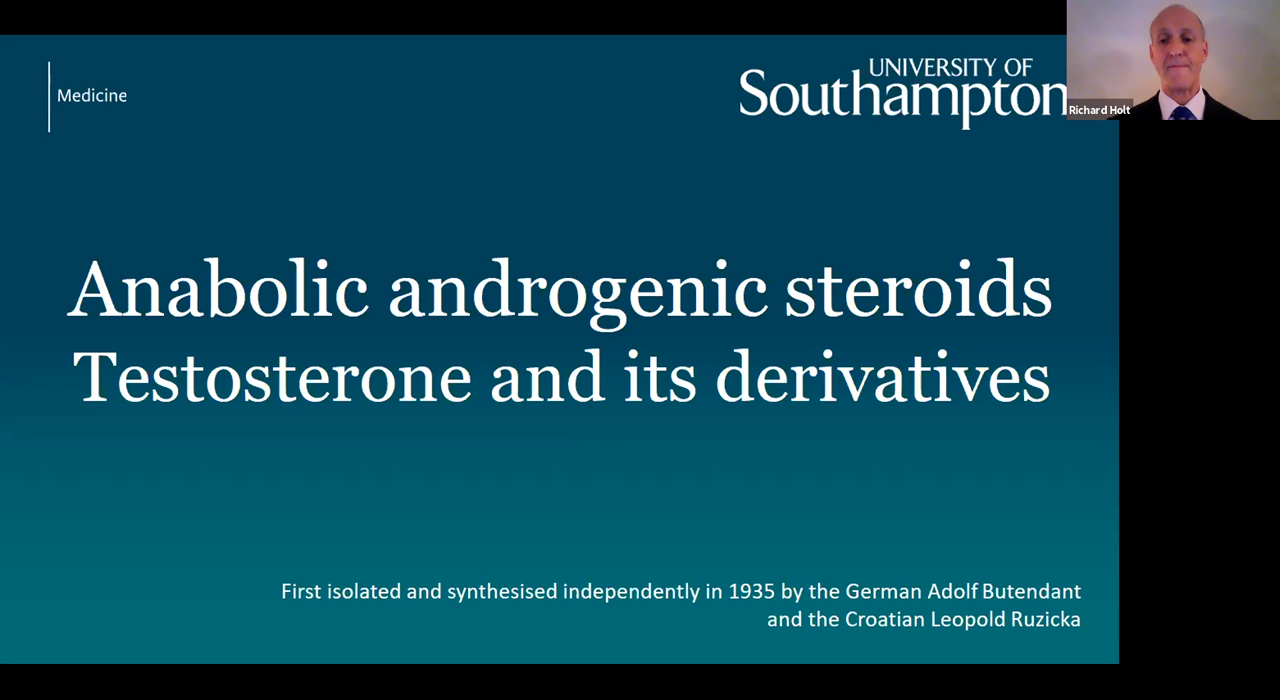 Medicine
UNIVERSITY OF
Southampton
Richard Holt
Anabolic androgenic steroids
Testosterone and its derivatives
First isolated and synthesised independently in 1935 by the German Adolf Butendant
and the Croatian Leopold Ruzicka